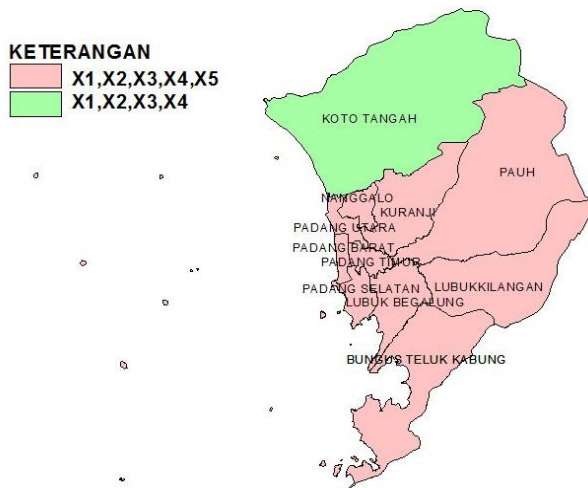 KETERANGAN
X1,X2,X3,X4,X5
X1,X2,X3,X4
KOTO TANGAH
PAUH
NANGGALO
KURANJI
PADANG UTARA
PADANG BARAT
PADANG TIMUR
PADANG SELATAN
LUBUKKILANGAN
LUBUK BEGALUNG
BUNGUS TELUK KABUNG